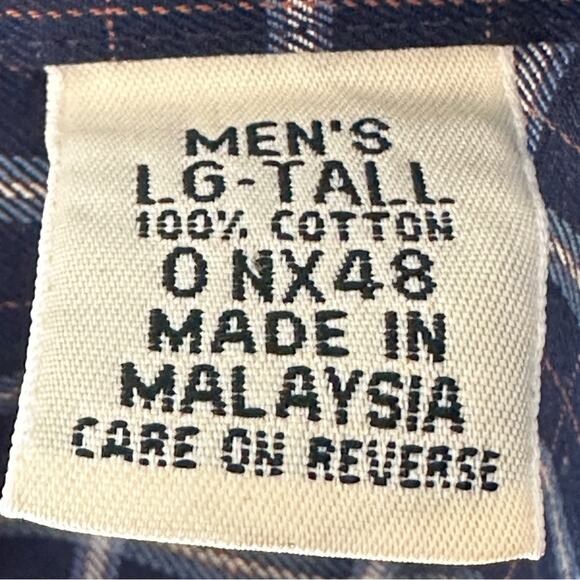 MEN'S
LG-TALL
100% COTTON
0 NX48
MADE IN
MALAYSIA
CARE ON REVERSE